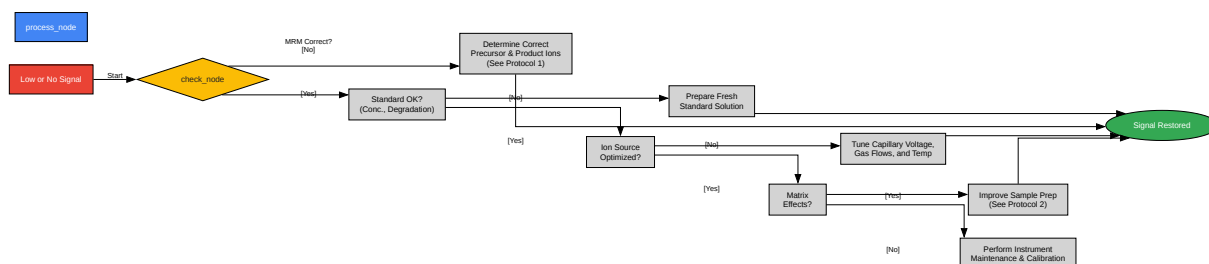 process_node
MRM Correct?
[No]
Determine Correct
Precursor & Product Ions
(See Protocol 1)
Low or No Signal
Start
check_node
[Yes]
Standard OK?
(Conc., Degradation)
[No]
Prepare Fresh
Standard Solution
Signal Restored
[Yes]
Ion Source
Optimized?
[No]
Tune Capillary Voltage,
Gas Flows, and Temp
[Yes]
Matrix
Effects?
[Yes]
Improve Sample Prep
(See Protocol 2)
[No]
Perform Instrument
Maintenance & Calibration